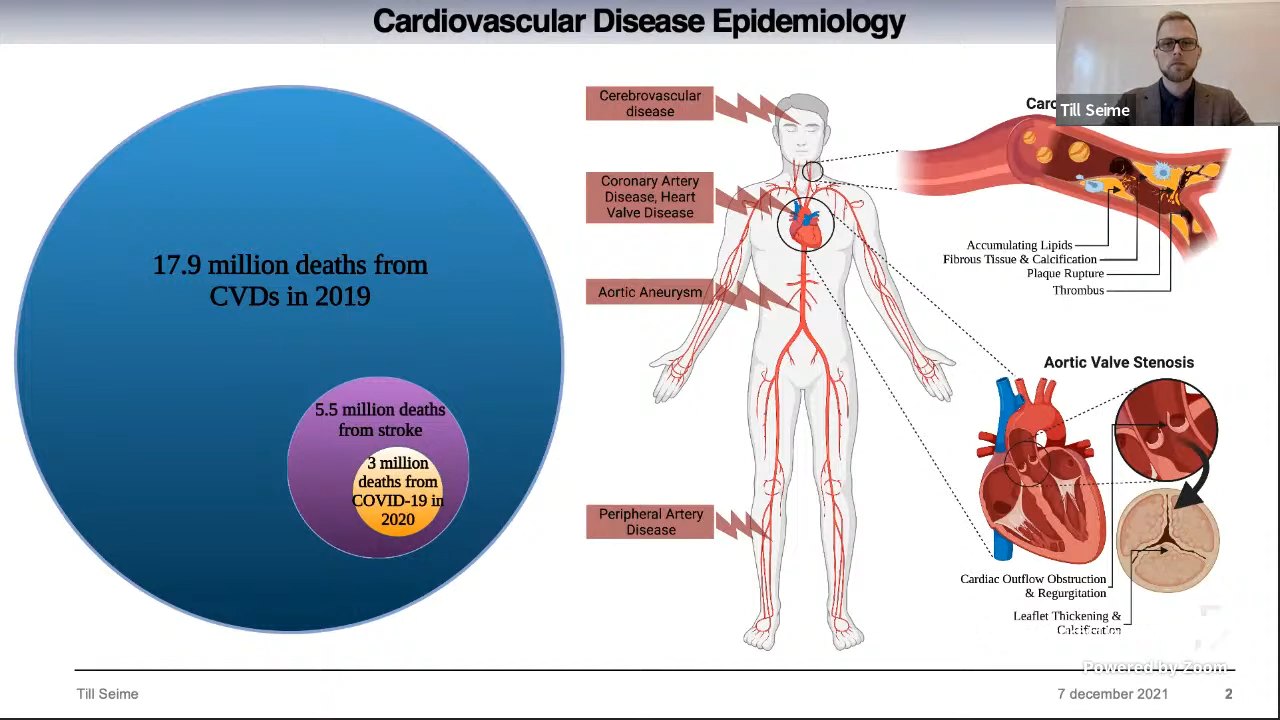 Cardiovascular Disease Epidemiology
Till Seime
17.9 million deaths from
CVDs in 2019
5.5 million deaths
from stroke
3 million
deaths from
COVID-19 in
2020
Cerebrovascular
disease
Coronary Artery
Disease, Heart
Valve Disease
Aortic Aneurysm
Peripheral Artery
Disease
Accumulating Lipids
Fibrous Tissue & Calcification
Plaque Rupture
Thrombus
Aortic Valve Stenosis
Cardiac Outflow Obstruction
& Regurgitation
Leaflet Thickening &
Calcification
Powered by Zoom
Till Seime
7 december 2021
2